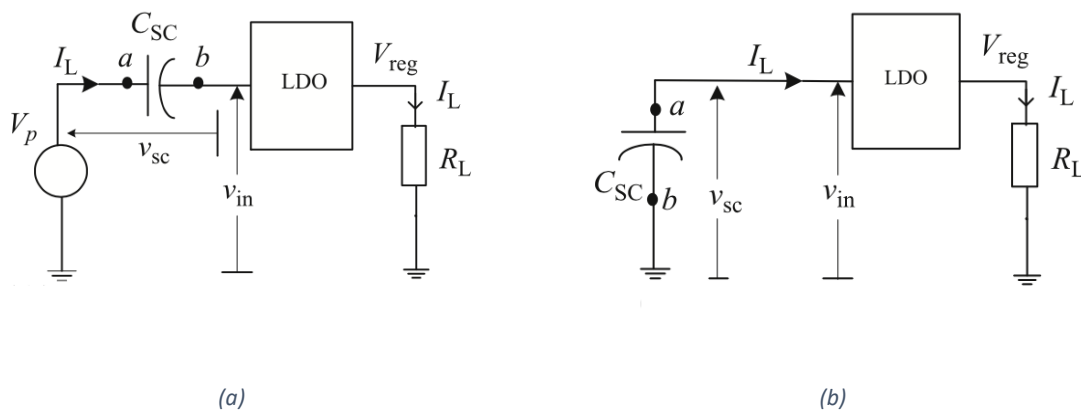 C_SC
a
b
I_L
LDO
V_reg
I_L
V_p
v_sc
v_in
R_L
(a)
I_L
LDO
V_reg
I_L
a
C_SC
b
v_sc
v_in
R_L
(b)